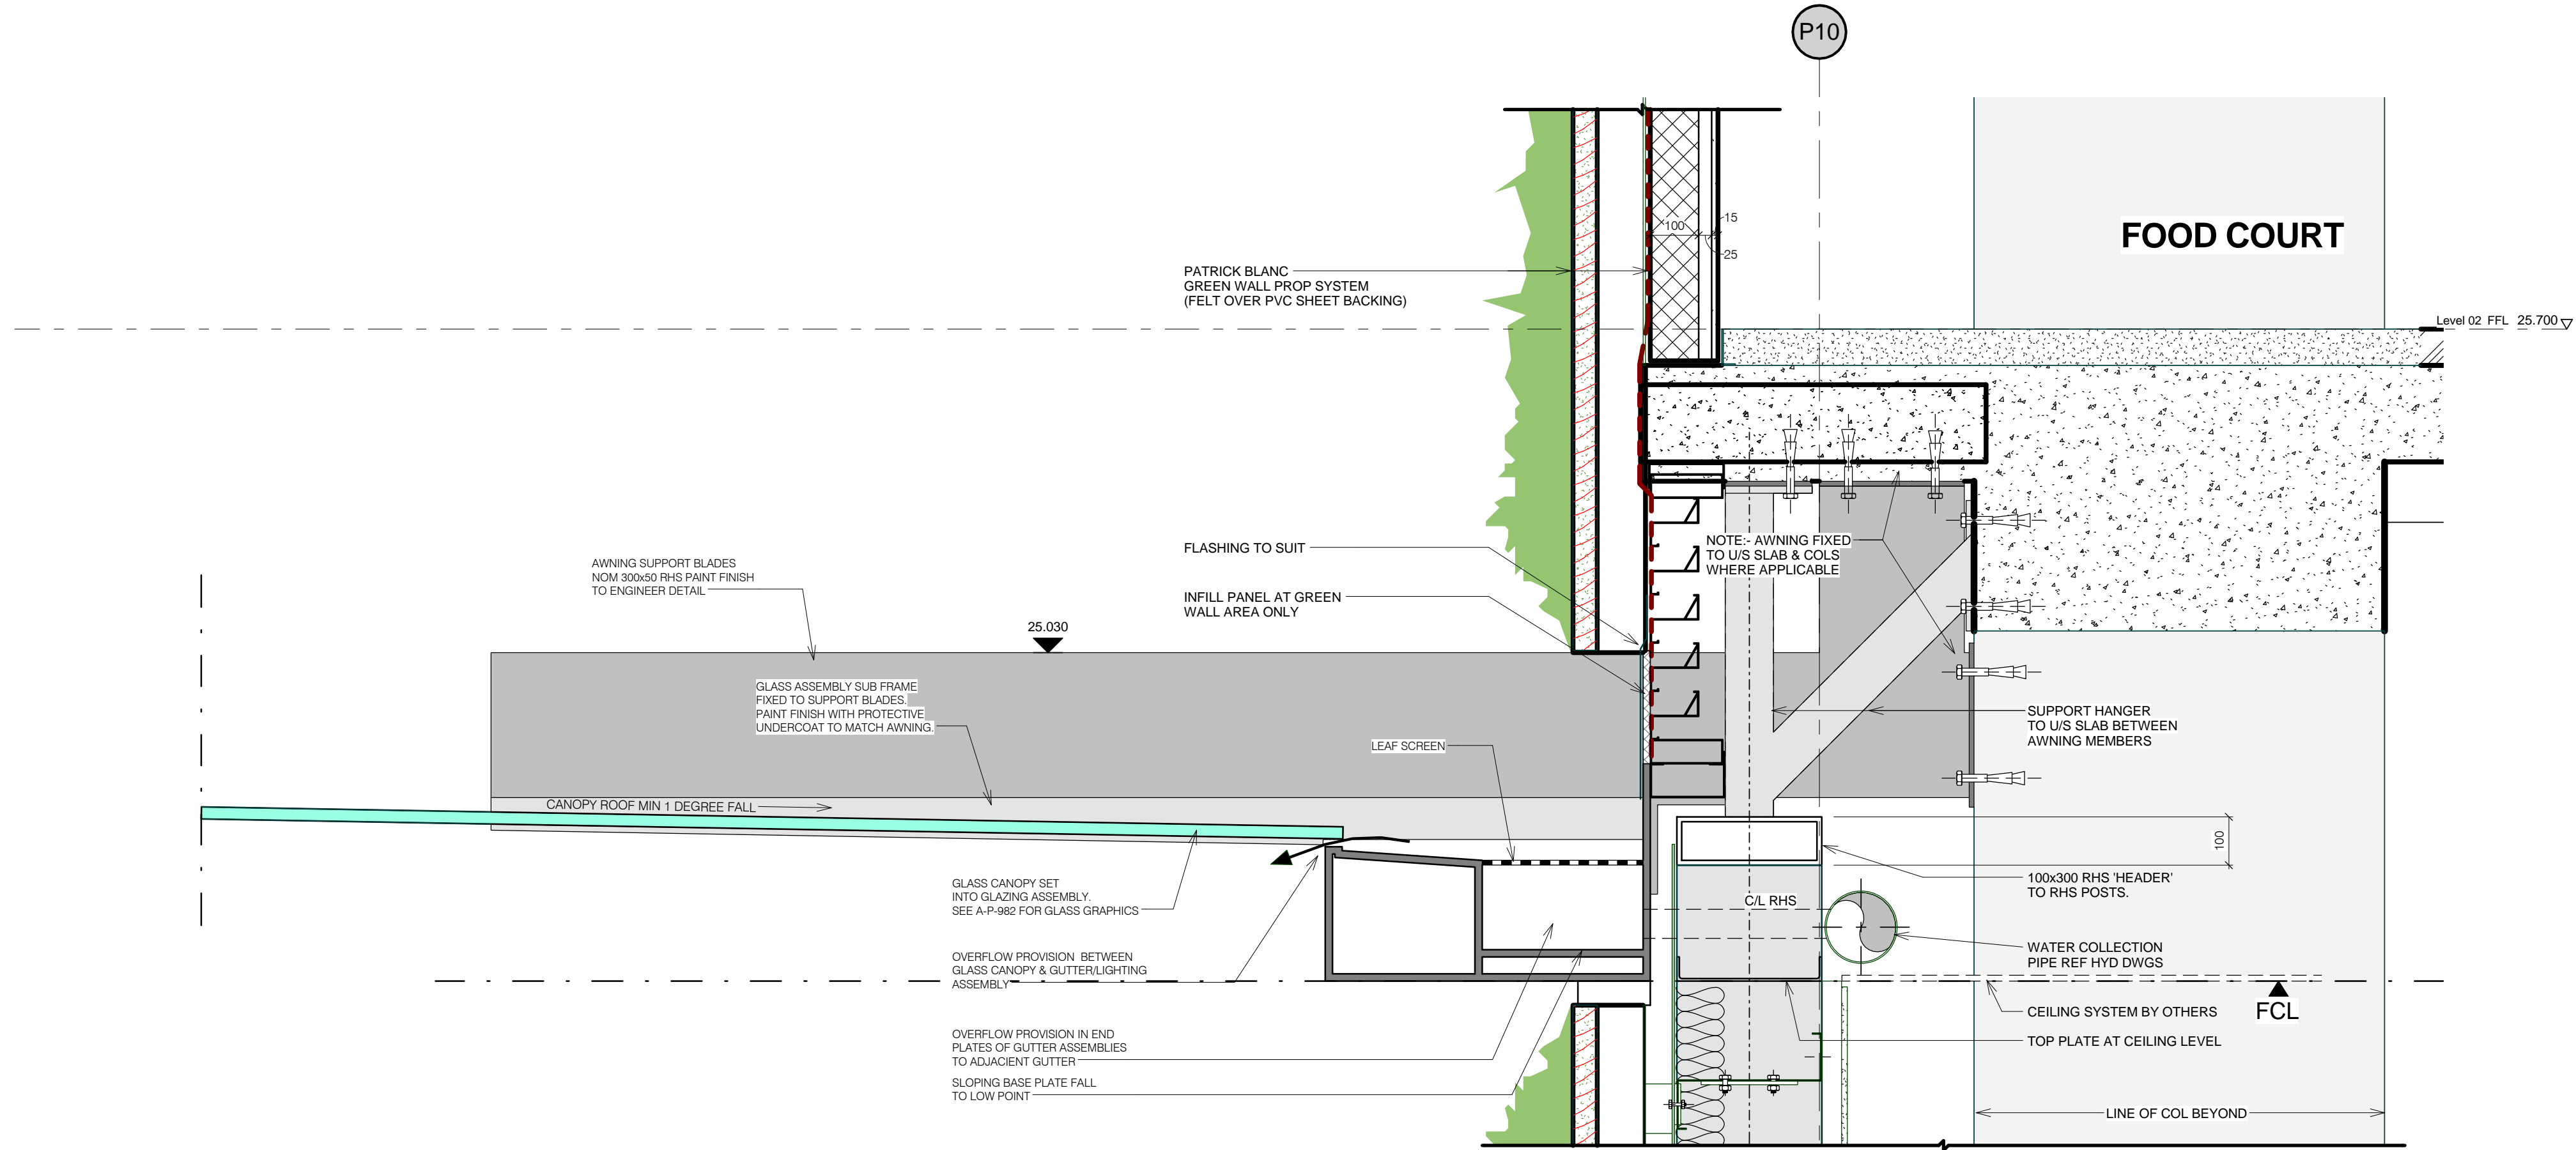 P10
FOOD COURT
15
100
25
PATRICK BLANC
GREEN WALL PROP SYSTEM
(FELT OVER PVC SHEET BACKING)
Level 02 FFL 25.700
FLASHING TO SUIT
NOTE:- AWNING FIXED
TO U/S SLAB & COLS
WHERE APPLICABLE
AWNING SUPPORT BLADES
NOM 300x50 RHS PAINT FINISH
TO ENGINEER DETAIL
INFILL PANEL AT GREEN
WALL AREA ONLY
25.030
GLASS ASSEMBLY SUB FRAME
FIXED TO SUPPORT BLADES.
PAINT FINISH WITH PROTECTIVE
UNDERCOAT TO MATCH AWNING.
SUPPORT HANGER
TO U/S SLAB BETWEEN
AWNING MEMBERS
LEAF SCREEN
CANOPY ROOF MIN 1 DEGREE FALL
100
GLASS CANOPY SET
INTO GLAZING ASSEMBLY.
SEE A-P-982 FOR GLASS GRAPHICS
100x300 RHS 'HEADER'
TO RHS POSTS.
C/L RHS
WATER COLLECTION
PIPE REF HYD DWGS
OVERFLOW PROVISION BETWEEN
GLASS CANOPY & GUTTER/LIGHTING
ASSEMBLY
CEILING SYSTEM BY OTHERS
FCL
OVERFLOW PROVISION IN END
PLATES OF GUTTER ASSEMBLIES
TO ADJACIENT GUTTER
TOP PLATE AT CEILING LEVEL
SLOPING BASE PLATE FALL
TO LOW POINT
LINE OF COL BEYOND